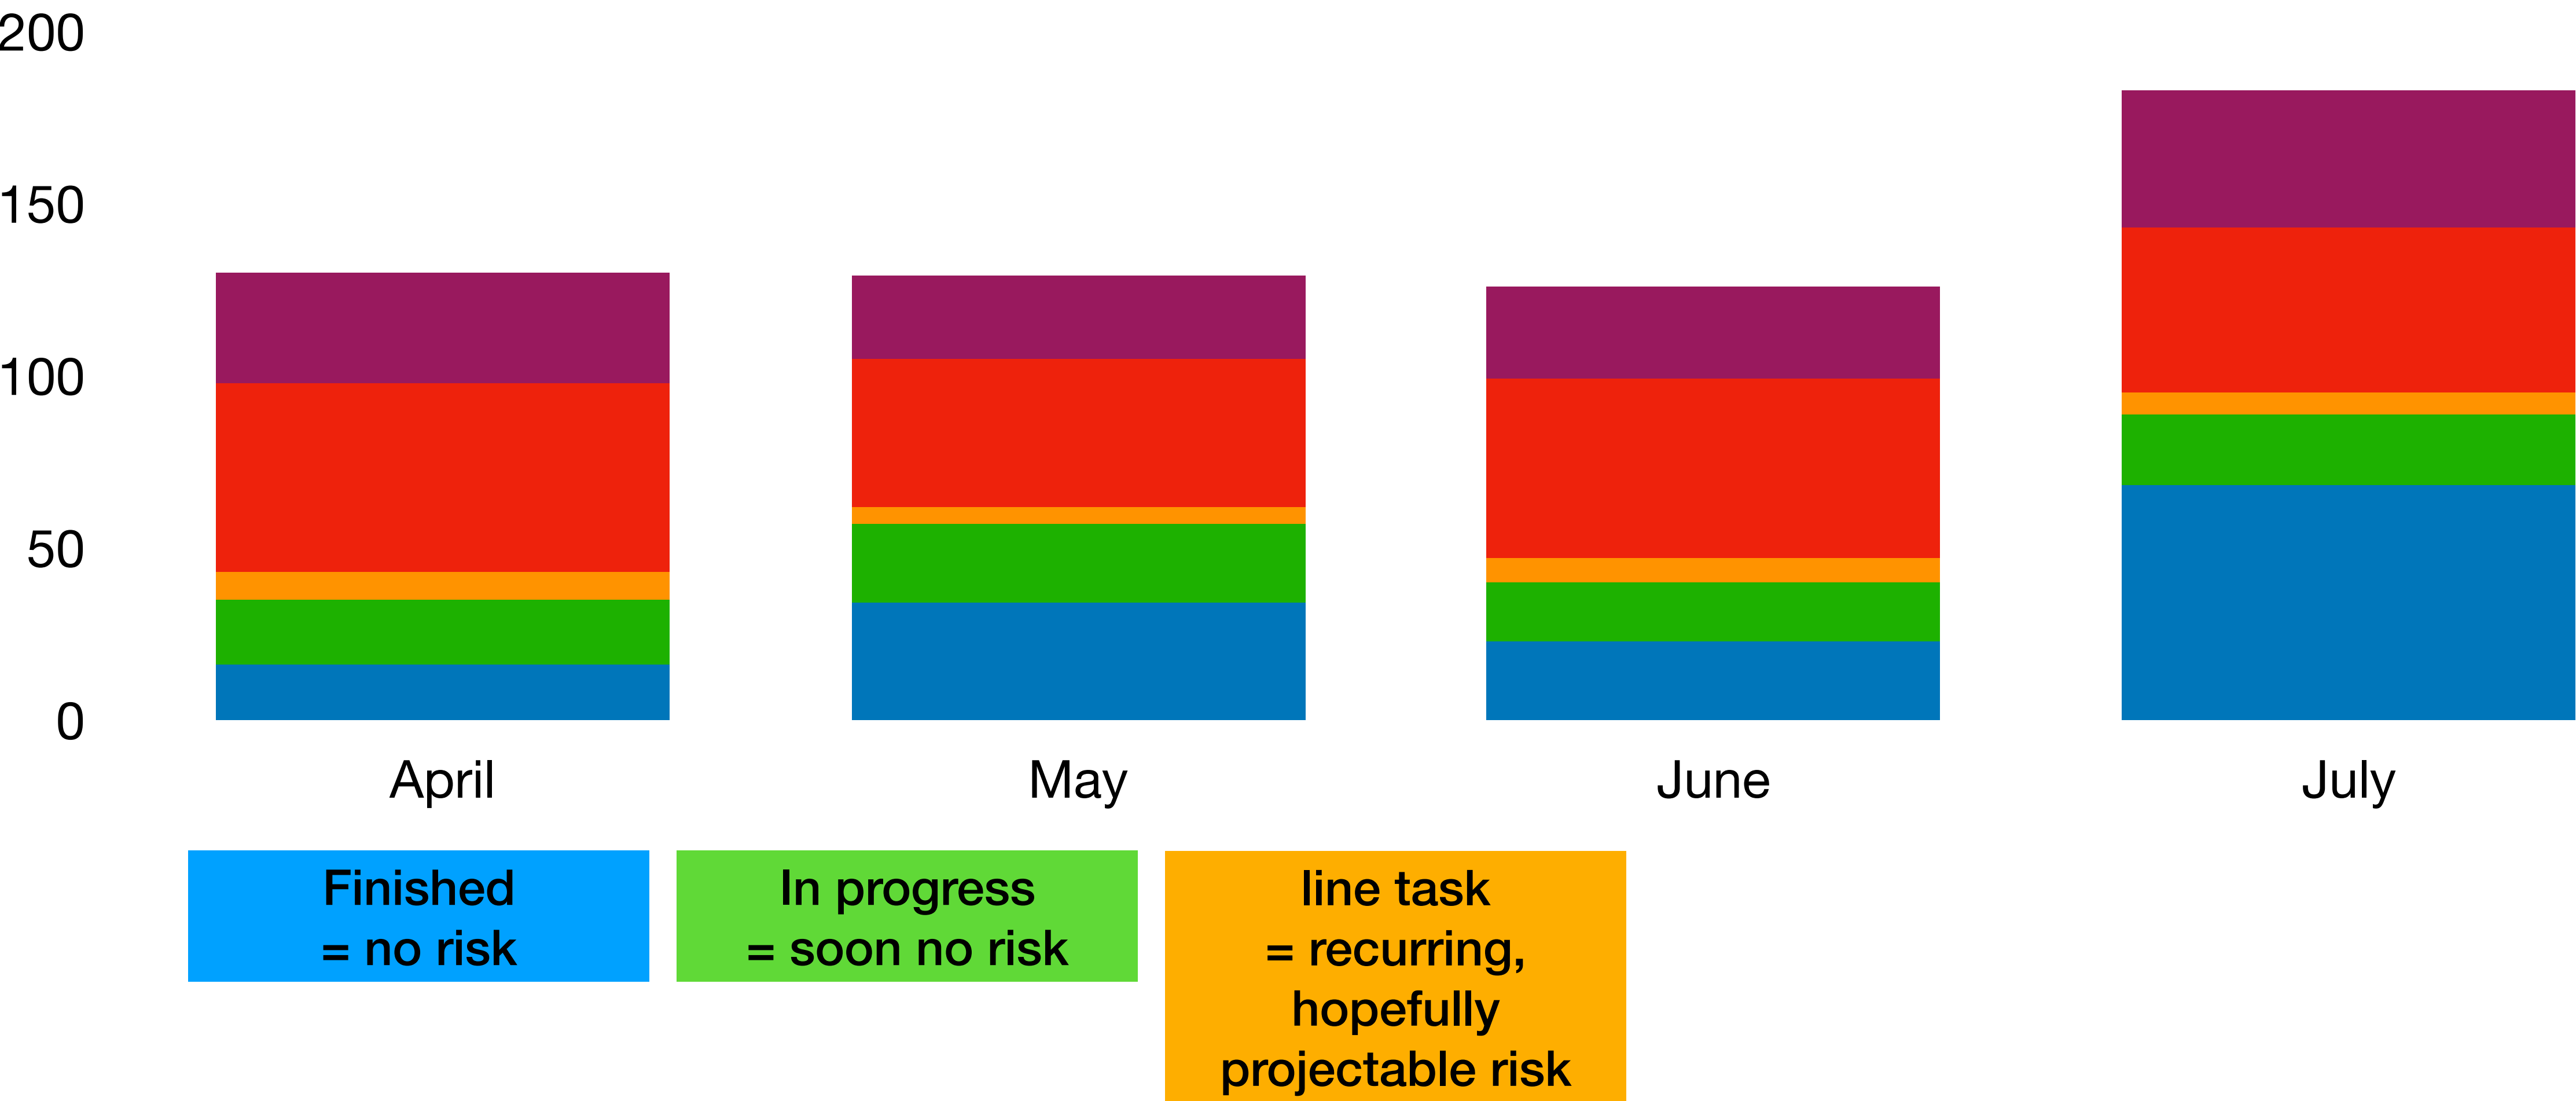 200
150
100
50
0
April May June July
Finished
= no risk
In progress
= soon no risk
line task
= recurring,
hopefully
projectable risk